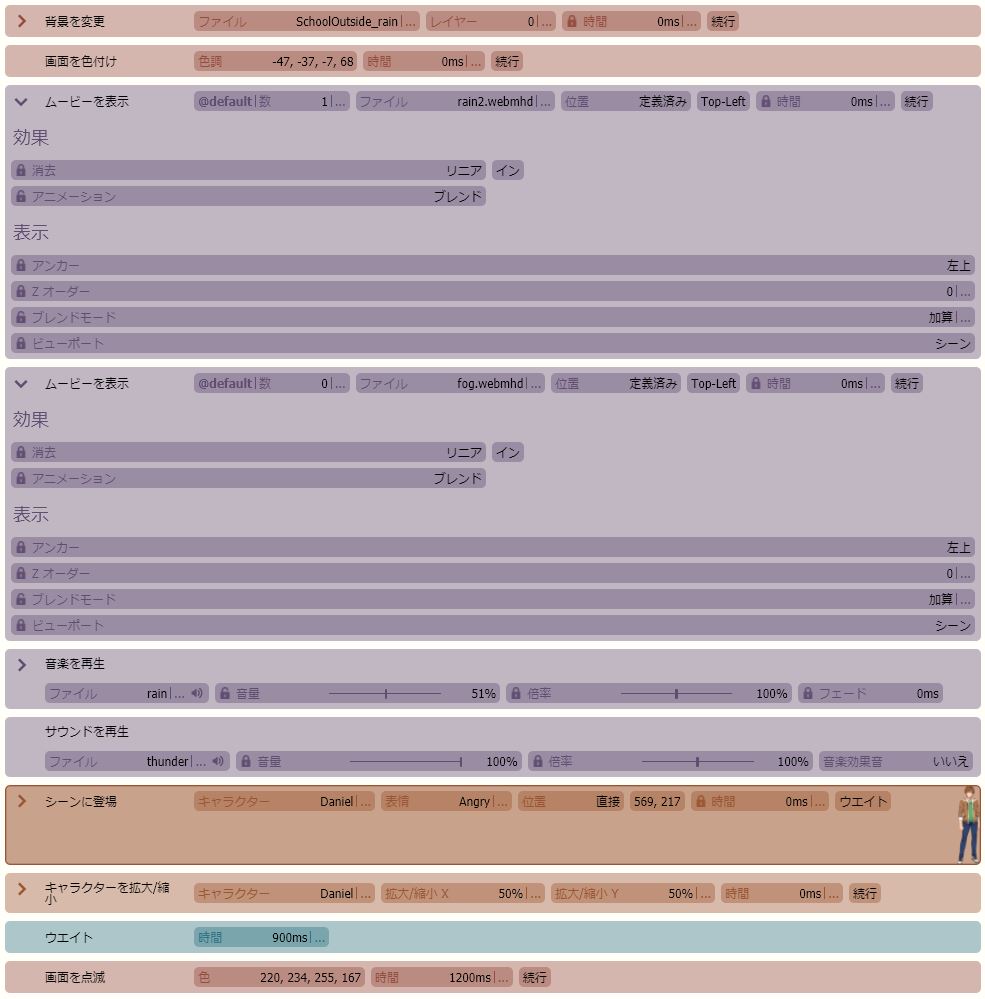 背景を変更 ファイル SchoolOutside_rain|... レイヤー 0|... 時間 0ms|... 続行
画面を色付け 色調 -47, -37, -7, 68 時間 0ms|... 続行
ムービーを表示 @default|数 1|... ファイル rain2.webmhd|... 位置 定義済み Top-Left 時間 0ms|... 続行
効果
消去 リニア イン
アニメーション ブレンド
表示
アンカー 左上
Z オーダー 0|...
ブレンドモード 加算|...
ビューポート シーン
ムービーを表示 @default|数 0|... ファイル fog.webmhd|... 位置 定義済み Top-Left 時間 0ms|... 続行
効果
消去 リニア イン
アニメーション ブレンド
表示
アンカー 左上
Z オーダー 0|...
ブレンドモード 加算|...
ビューポート シーン
音楽を再生
ファイル rain|... 音量 51% 倍率 100% フェード 0ms
サウンドを再生
ファイル thunder|... 音量 100% 倍率 100% 音楽効果音 いいえ
シーンに登場 キャラクター Daniel|... 表情 Angry|... 位置 直接 569, 217 時間 0ms|... ウエイト
キャラクターを拡大/縮
小 キャラクター Daniel|... 拡大/縮小 X 50%|... 拡大/縮小 Y 50%|... 時間 0ms|... 続行
ウエイト 時間 900ms|...
画面を点滅 色 220, 234, 255, 167 時間 1200ms|... 続行